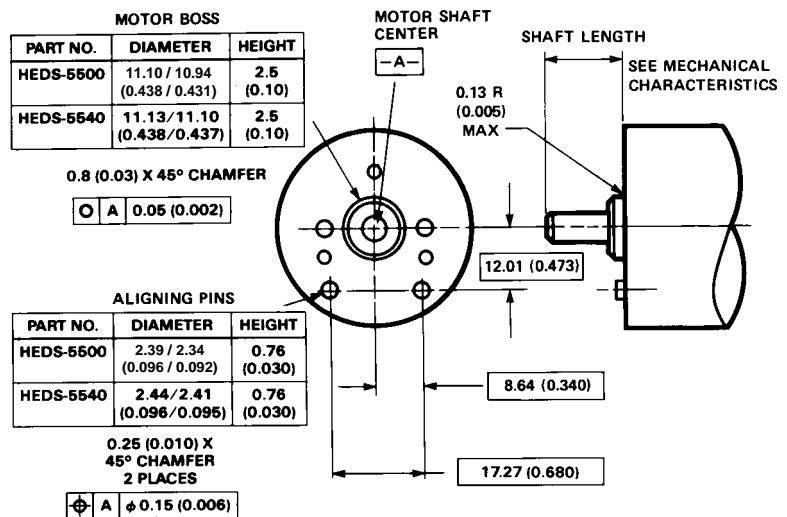 MOTOR BOSS
PART NO. DIAMETER HEIGHT
HEDS-5500 11.10 / 10.94 (0.438 / 0.431) 2.5 (0.10)
HEDS-5540 11.13/11.10 (0.438/0.437) 2.5 (0.10)
0.8 (0.03) X 45° CHAMFER
O A 0.05 (0.002)
MOTOR SHAFT
CENTER
–A–
SHAFT LENGTH
SEE MECHANICAL
CHARACTERISTICS
0.13 R
(0.005)
MAX
12.01 (0.473)
ALIGNING PINS
PART NO. DIAMETER HEIGHT
HEDS-5500 2.39 / 2.34 (0.096 / 0.092) 0.76 (0.030)
HEDS-5540 2.44/2.41 (0.096/0.095) 0.76 (0.030)
0.25 (0.010) X
45° CHAMFER
2 PLACES
⌖ A ϕ 0.15 (0.006)
8.64 (0.340)
17.27 (0.680)